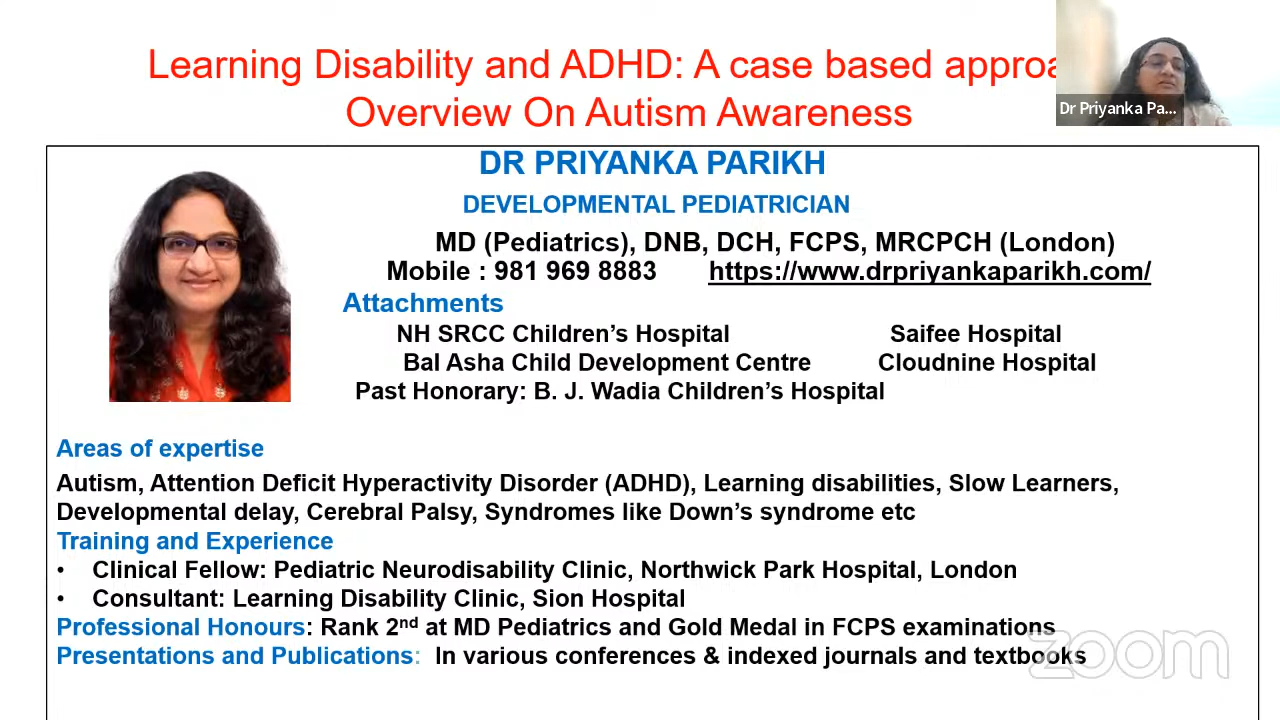 Learning Disability and ADHD: A case based approa
Overview On Autism Awareness
Dr Priyanka Pa...
DR PRIYANKA PARIKH
DEVELOPMENTAL PEDIATRICIAN
MD (Pediatrics), DNB, DCH, FCPS, MRCPCH (London)
Mobile : 981 969 8883 https://www.drpriyankaparikh.com/
Attachments
NH SRCC Children's Hospital Saifee Hospital
Bal Asha Child Development Centre Cloudnine Hospital
Past Honorary: B. J. Wadia Children's Hospital
Areas of expertise
Autism, Attention Deficit Hyperactivity Disorder (ADHD), Learning disabilities, Slow Learners,
Developmental delay, Cerebral Palsy, Syndromes like Down's syndrome etc
Training and Experience
• Clinical Fellow: Pediatric Neurodisability Clinic, Northwick Park Hospital, London
• Consultant: Learning Disability Clinic, Sion Hospital
Professional Honours: Rank 2nd at MD Pediatrics and Gold Medal in FCPS examinations
Presentations and Publications: In various conferences & indexed journals and textbooks
zoom